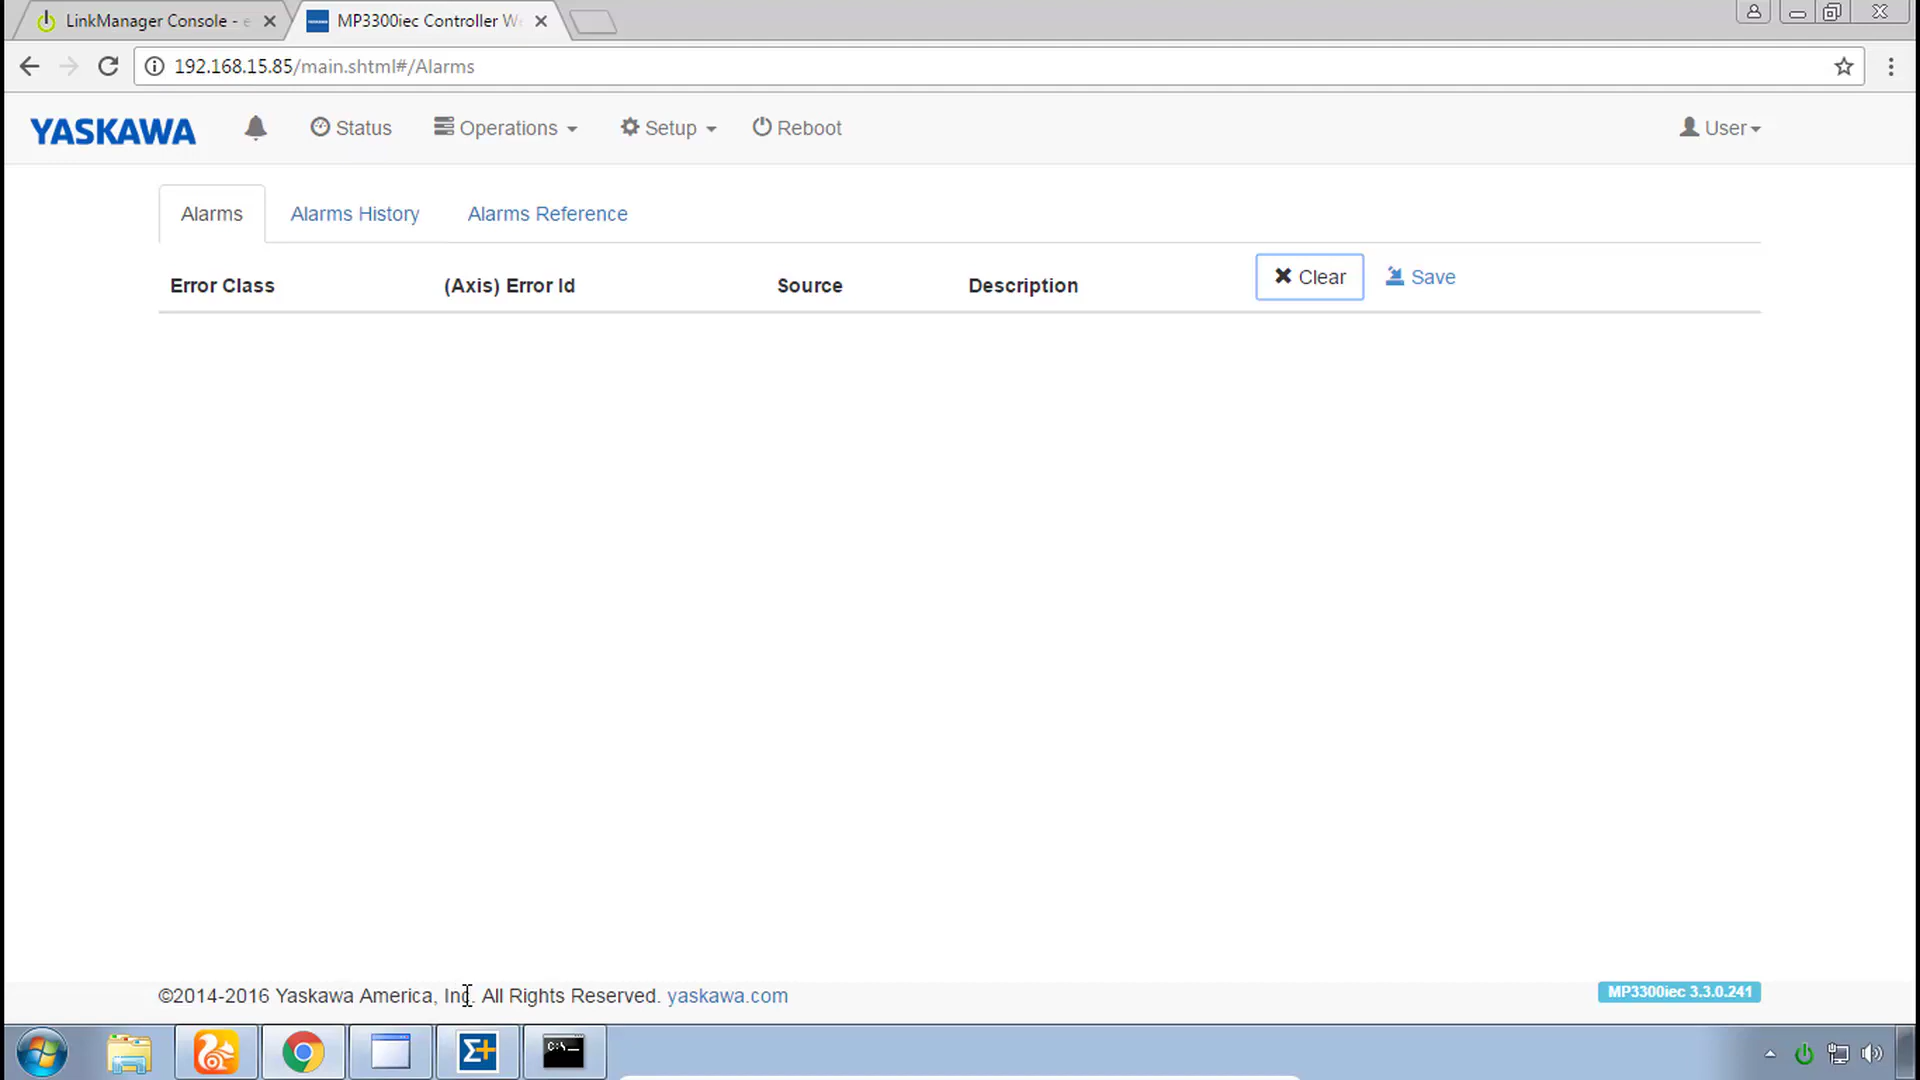 LinkManager Console - e
MP3300iec Controller We
192.168.15.85/main.shtml#/Alarms
YASKAWA
Status
Operations
Setup
Reboot
User
Alarms
Alarms History
Alarms Reference
Error Class
(Axis) Error Id
Source
Description
Clear
Save
©2014-2016 Yaskawa America, Inc. All Rights Reserved. yaskawa.com
MP3300iec 3.3.0.241
C:\_